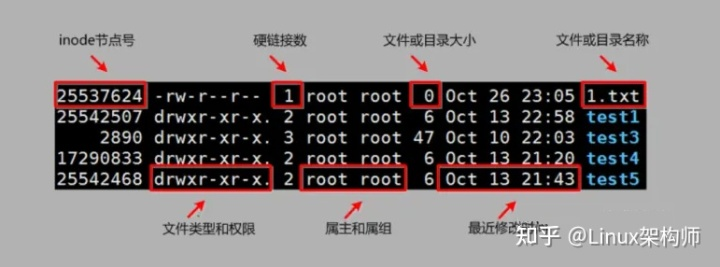 inode节点号 硬链接数 文件或目录大小 文件或目录名称
25537624 -rw-r--r-- 1 root root 0 Oct 26 23:05 1.txt
25542507 drwxr-xr-x. 2 root root 6 Oct 13 22:58 test1
2890 drwxr-xr-x. 3 root root 47 Oct 10 22:03 test3
17290833 drwxr-xr-x. 2 root root 6 Oct 13 21:20 test4
25542468 drwxr-xr-x. 2 root root 6 Oct 13 21:43 test5
文件类型和权限 属主和属组 最近修改时间
知乎 @Linux架构师